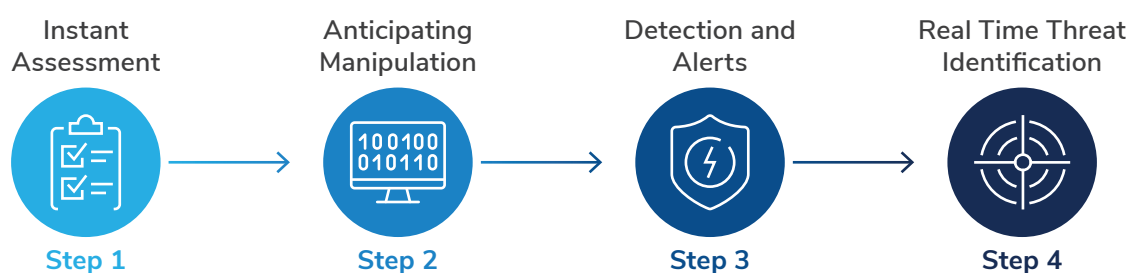 Instant
Assessment
Anticipating
Manipulation
Detection and
Alerts
Real Time Threat
Identification
100100
010110
Step 1
Step 2
Step 3
Step 4